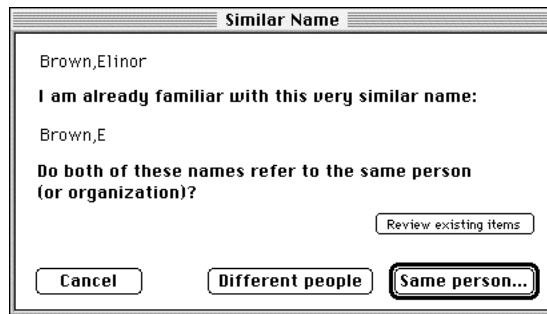 Similar Name
Brown,Elinor
I am already familiar with this very similar name:
Brown,E
Do both of these names refer to the same person
(or organization)?
Review existing items
Cancel
Different people
Same person...